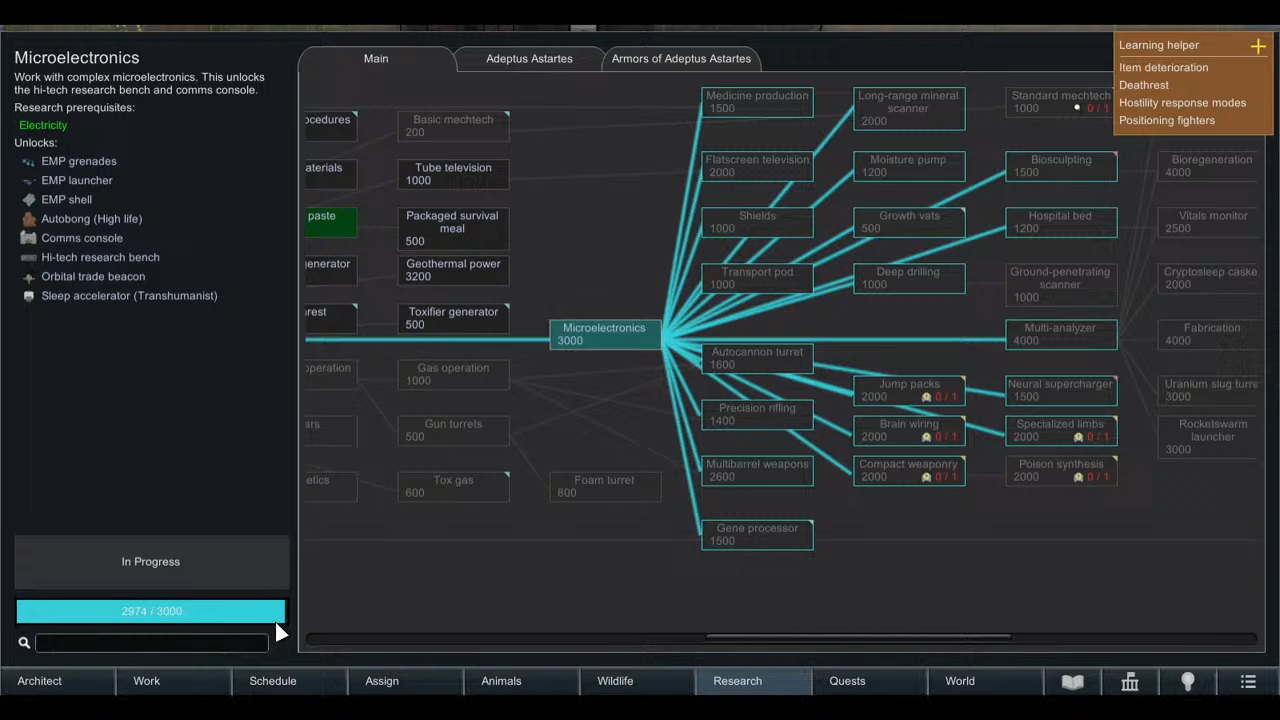 Microelectronics
Work with complex microelectronics. This unlocks
the hi-tech research bench and comms console.
Research prerequisites:
Electricity
Unlocks:
EMP grenades
EMP launcher
EMP shell
Autobong (High life)
Comms console
Hi-tech research bench
Orbital trade beacon
Sleep accelerator (Transhumanist)
In Progress
2974 / 3000
Main
Adeptus Astartes
Armors of Adeptus Astartes
ocedures
aterials
paste
enerator
rest
operation
ars
etics
Basic mechtech
200
Tube television
1000
Packaged survival
meal
500
Geothermal power
3200
Toxifier generator
500
Gas operation
1000
Gun turrets
500
Tox gas
600
Microelectronics
3000
Foam turret
800
Medicine production
1500
Flatscreen television
2000
Shields
1000
Transport pod
1000
Autocannon turret
1600
Precision rifling
1400
Multibarrel weapons
2600
Gene processor
1500
Long-range mineral
scanner
2000
Moisture pump
1200
Growth vats
500
Deep drilling
1000
Jump packs
2000 0 / 1
Brain wiring
2000 0 / 1
Compact weaponry
2000 0 / 1
Standard mechtech
1000 0 / 1
Biosculpting
1500
Hospital bed
1200
Ground-penetrating
scanner
1000
Multi-analyzer
4000
Neural supercharger
1500
Specialized limbs
2000 0 / 1
Poison synthesis
2000 0 / 1
Bioregeneration
4000
Vitals monitor
2500
Cryptosleep caske
2000
Fabrication
4000
Uranium slug turre
3000
Rocketswarm
launcher
3000
Learning helper
Item deterioration
Deathrest
Hostility response modes
Positioning fighters
Architect
Work
Schedule
Assign
Animals
Wildlife
Research
Quests
World